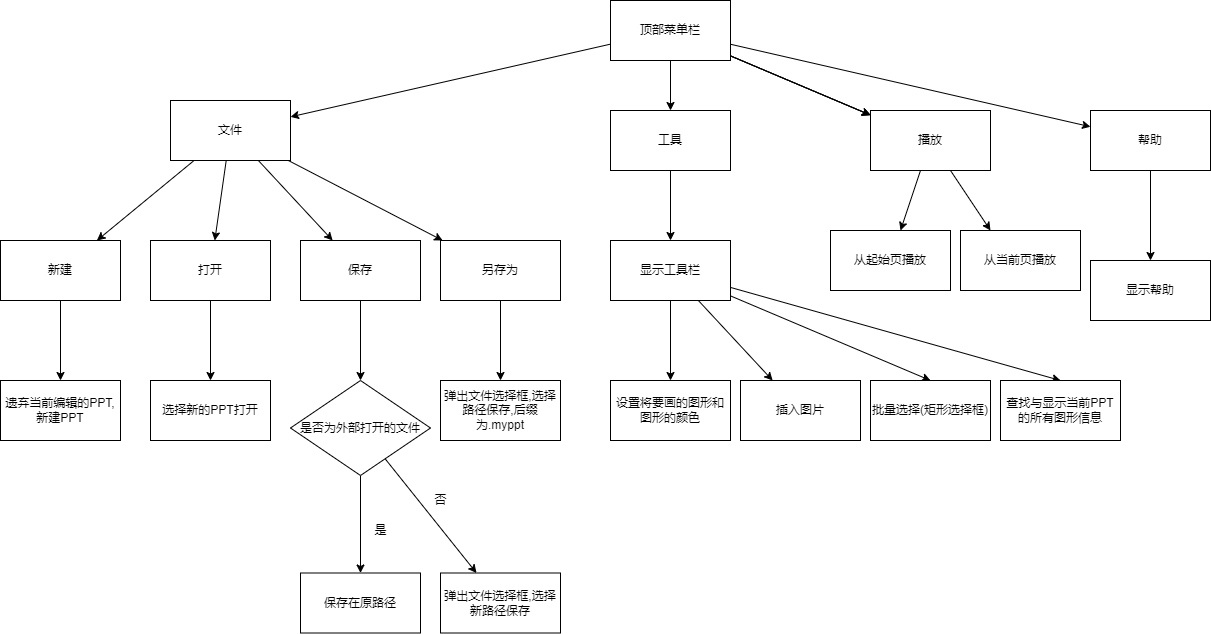 顶部菜单栏
文件
工具
播放
帮助
新建
打开
保存
另存为
显示工具栏
从起始页播放
从当前页播放
显示帮助
遗弃当前编辑的PPT,
新建PPT
选择新的PPT打开
是否为外部打开的文件
弹出文件选择框,选择
路径保存,后缀
为.myppt
设置将要画的图形和
图形的颜色
插入图片
批量选择(矩形选择框)
查找与显示当前PPT
的所有图形信息
否
是
保存在原路径
弹出文件选择框,选择
新路径保存